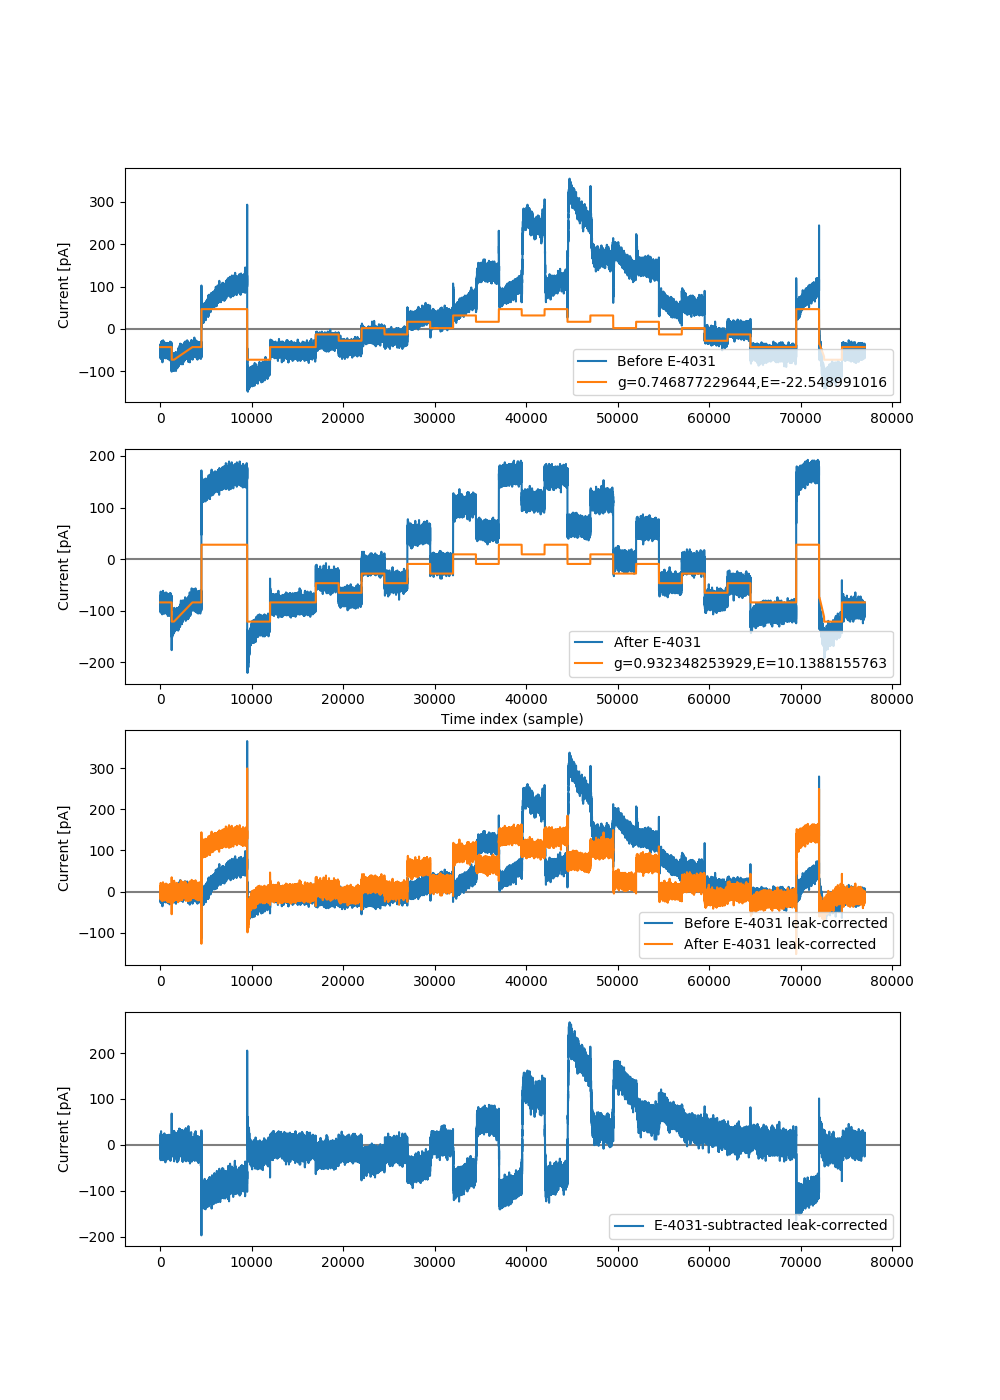 300
200
100
0
−100
Current [pA]
Before E-4031
g=0.746877229644,E=-22.548991016
0 10000 20000 30000 40000 50000 60000 70000 80000
200
100
0
−100
−200
Current [pA]
After E-4031
g=0.932348253929,E=10.1388155763
0 10000 20000 30000 40000 50000 60000 70000 80000
Time index (sample)
300
200
100
0
−100
Current [pA]
Before E-4031 leak-corrected
After E-4031 leak-corrected
0 10000 20000 30000 40000 50000 60000 70000 80000
200
100
0
−100
−200
Current [pA]
E-4031-subtracted leak-corrected
0 10000 20000 30000 40000 50000 60000 70000 80000